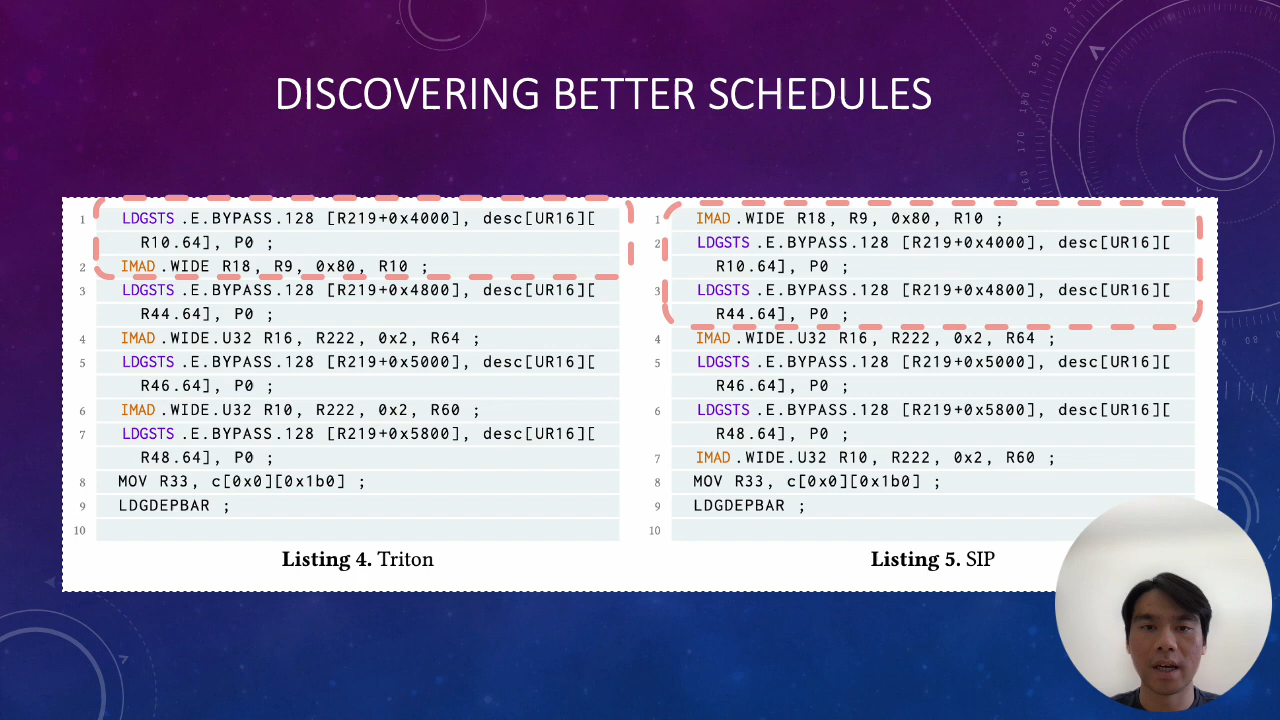 DISCOVERING BETTER SCHEDULES
1 LDGSTS.E.BYPASS.128 [R219+0x4000], desc[UR16][
R10.64], P0 ;
2 IMAD.WIDE R18, R9, 0x80, R10 ;
3 LDGSTS.E.BYPASS.128 [R219+0x4800], desc[UR16][
R44.64], P0 ;
4 IMAD.WIDE.U32 R16, R222, 0x2, R64 ;
5 LDGSTS.E.BYPASS.128 [R219+0x5000], desc[UR16][
R46.64], P0 ;
6 IMAD.WIDE.U32 R10, R222, 0x2, R60 ;
7 LDGSTS.E.BYPASS.128 [R219+0x5800], desc[UR16][
R48.64], P0 ;
8 MOV R33, c[0x0][0x1b0] ;
9 LDGDEPBAR ;
10
Listing 4. Triton
1 IMAD.WIDE R18, R9, 0x80, R10 ;
2 LDGSTS.E.BYPASS.128 [R219+0x4000], desc[UR16][
R10.64], P0 ;
3 LDGSTS.E.BYPASS.128 [R219+0x4800], desc[UR16][
R44.64], P0 ;
4 IMAD.WIDE.U32 R16, R222, 0x2, R64 ;
5 LDGSTS.E.BYPASS.128 [R219+0x5000], desc[UR16][
R46.64], P0 ;
6 LDGSTS.E.BYPASS.128 [R219+0x5800], desc[UR16][
R48.64], P0 ;
7 IMAD.WIDE.U32 R10, R222, 0x2, R60 ;
8 MOV R33, c[0x0][0x1b0] ;
9 LDGDEPBAR ;
10
Listing 5. SIP
210
200
190
180
170
160